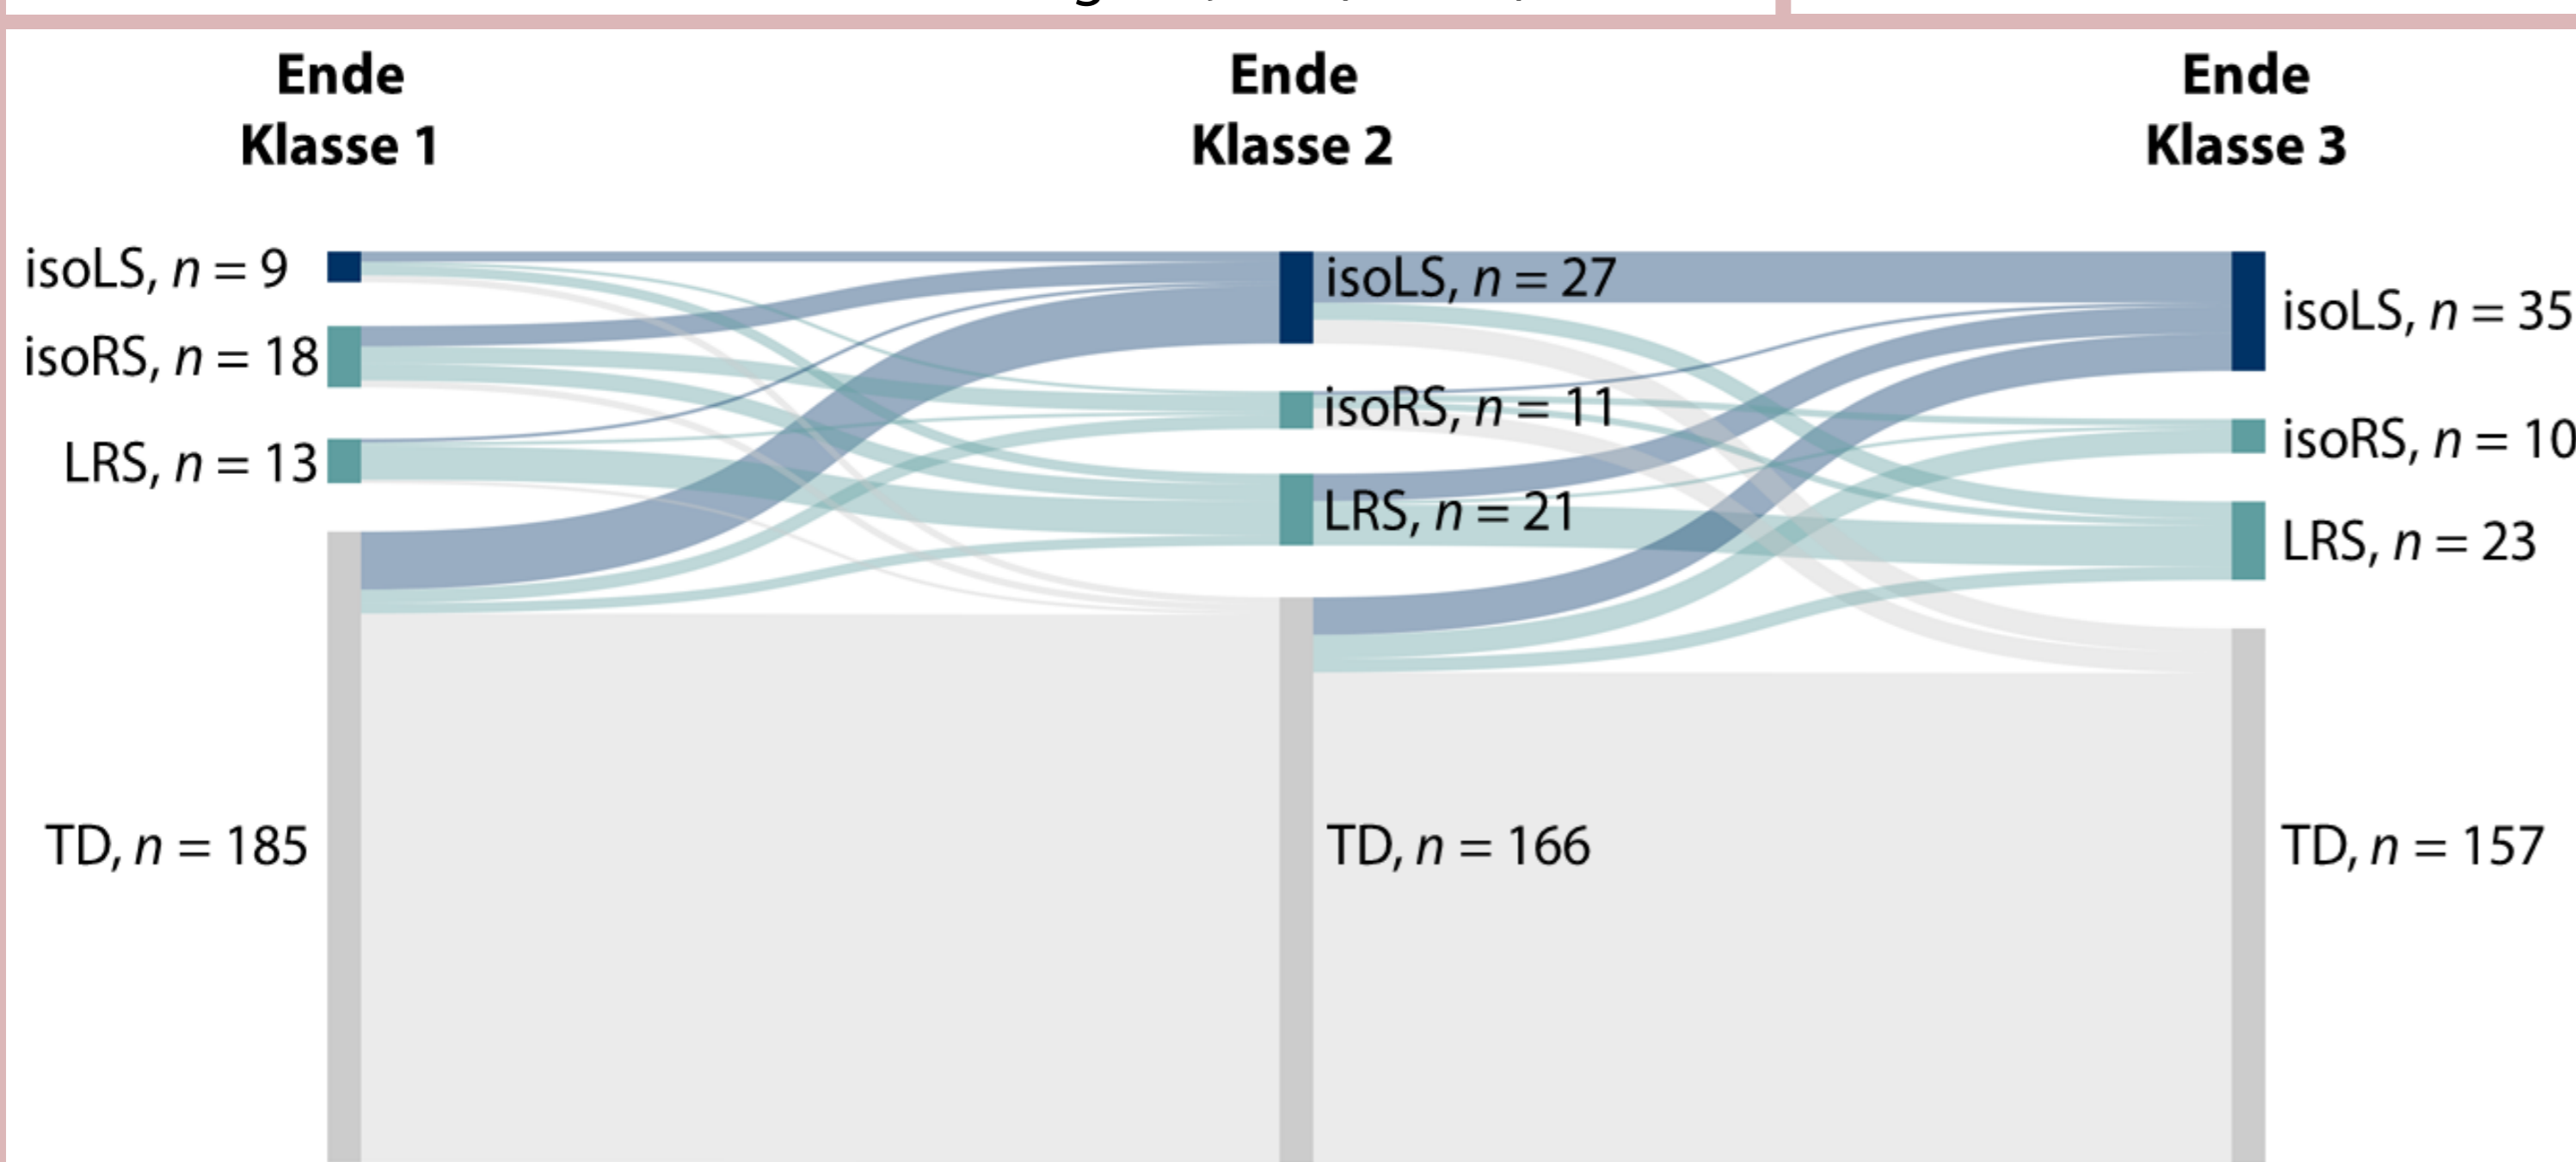 Ende
Klasse 1
Ende
Klasse 2
Ende
Klasse 3
isoLS, n = 9
isoRS, n = 18
LRS, n = 13
TD, n = 185
isoLS, n = 27
isoRS, n = 11
LRS, n = 21
TD, n = 166
isoLS, n = 35
isoRS, n = 10
LRS, n = 23
TD, n = 157